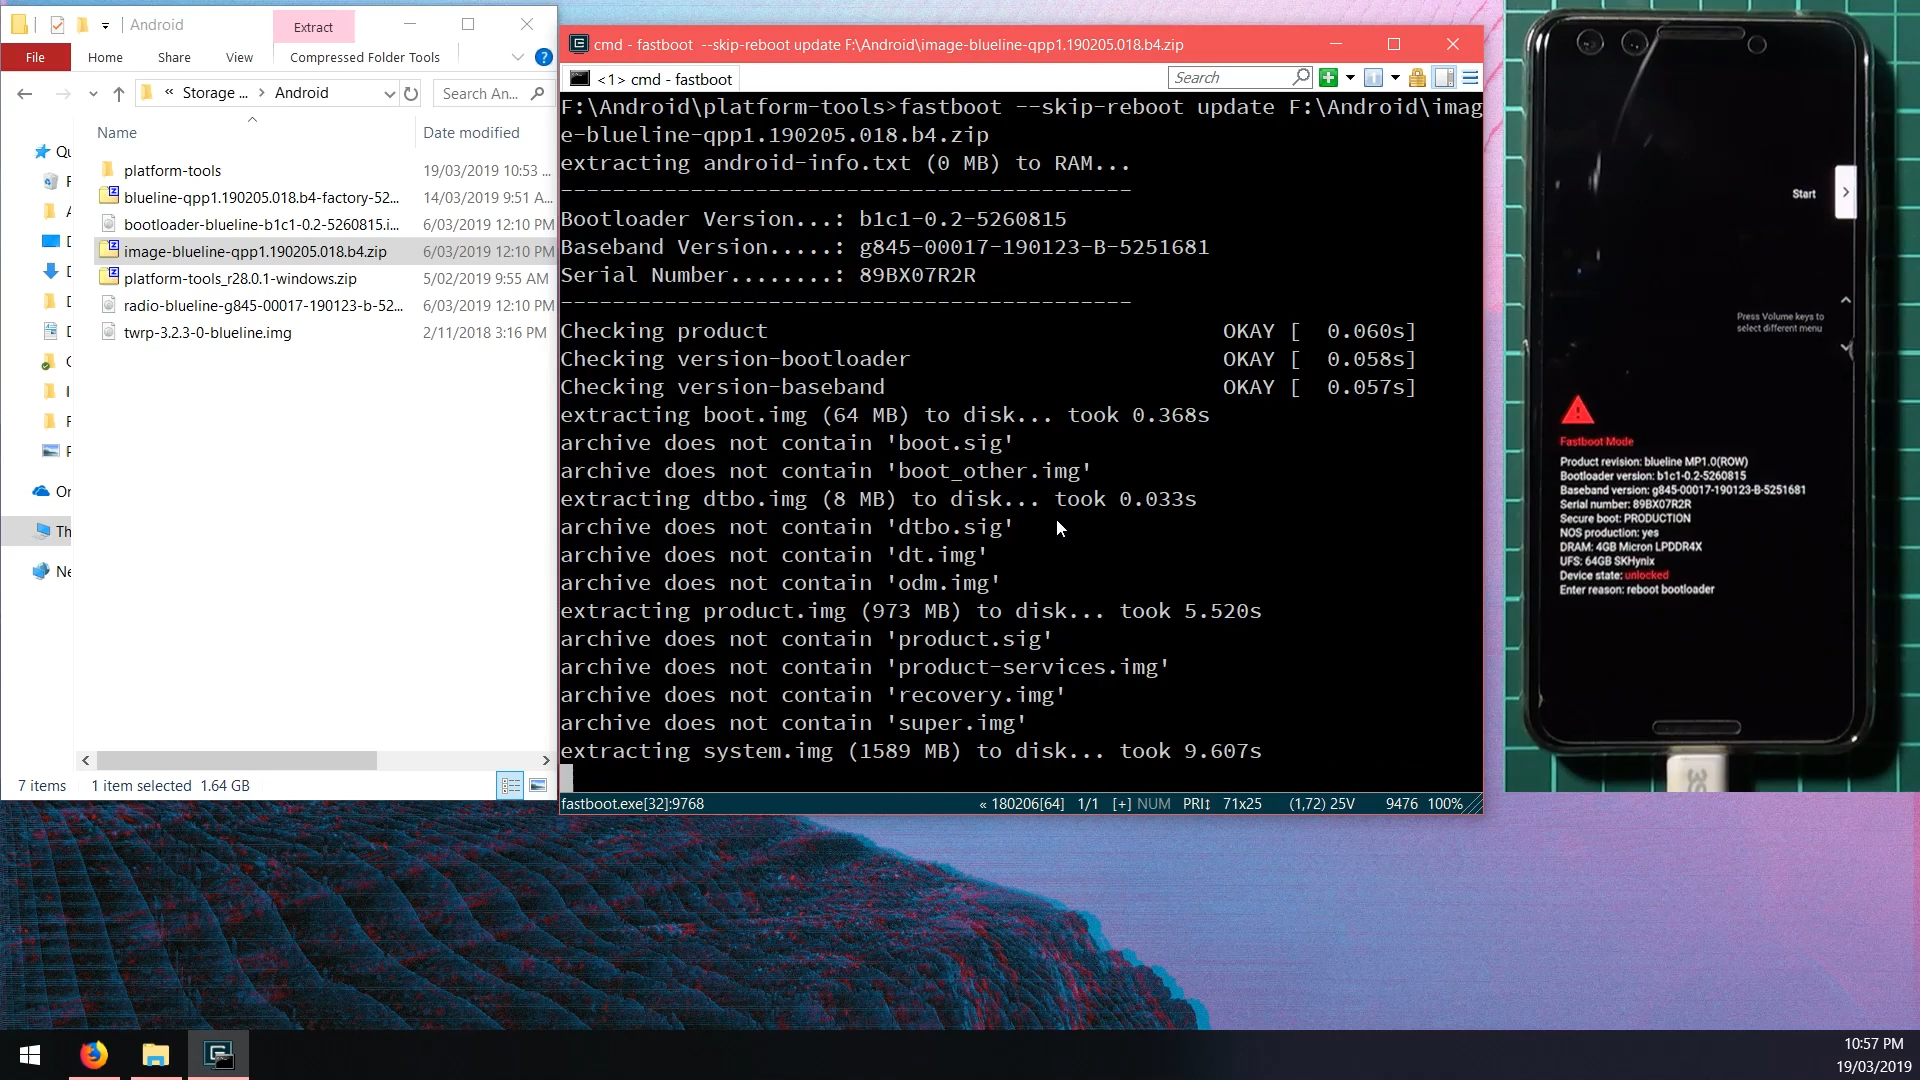 Android
Extract
File
Home
Share
View
Compressed Folder Tools
« Storage ... > Android
Search An...
Name
Date modified
platform-tools
19/03/2019 10:53 ...
blueline-qpp1.190205.018.b4-factory-52...
14/03/2019 9:51 A...
bootloader-blueline-b1c1-0.2-5260815.i...
6/03/2019 12:10 PM
image-blueline-qpp1.190205.018.b4.zip
6/03/2019 12:10 PM
platform-tools_r28.0.1-windows.zip
5/02/2019 9:55 AM
radio-blueline-g845-00017-190123-b-52...
6/03/2019 12:10 PM
twrp-3.2.3-0-blueline.img
2/11/2018 3:16 PM
Qu
Or
Th
Ne
7 items
1 item selected 1.64 GB
cmd - fastboot --skip-reboot update F:\Android\image-blueline-qpp1.190205.018.b4.zip
<1> cmd - fastboot
Search
F:\Android\platform-tools>fastboot --skip-reboot update F:\Android\imag
e-blueline-qpp1.190205.018.b4.zip
extracting android-info.txt (0 MB) to RAM...
--------------------------------------------
Bootloader Version...: b1c1-0.2-5260815
Baseband Version.....: g845-00017-190123-B-5251681
Serial Number........: 89BX07R2R
--------------------------------------------
Checking product OKAY [ 0.060s]
Checking version-bootloader OKAY [ 0.058s]
Checking version-baseband OKAY [ 0.057s]
extracting boot.img (64 MB) to disk... took 0.368s
archive does not contain 'boot.sig'
archive does not contain 'boot_other.img'
extracting dtbo.img (8 MB) to disk... took 0.033s
archive does not contain 'dtbo.sig'
archive does not contain 'dt.img'
archive does not contain 'odm.img'
extracting product.img (973 MB) to disk... took 5.520s
archive does not contain 'product.sig'
archive does not contain 'product-services.img'
archive does not contain 'recovery.img'
archive does not contain 'super.img'
extracting system.img (1589 MB) to disk... took 9.607s
fastboot.exe[32]:9768
« 180206[64] 1/1 [+] NUM PRI↕ 71x25 (1,72) 25V 9476 100%
Start
Press Volume keys to
select different menu
Fastboot Mode
Product revision: blueline MP1.0(ROW)
Bootloader version: b1c1-0.2-5260815
Baseband version: g845-00017-190123-B-5251681
Serial number: 89BX07R2R
Secure boot: PRODUCTION
NOS production: yes
DRAM: 4GB Micron LPDDR4X
UFS: 64GB SKHynix
Device state: unlocked
Enter reason: reboot bootloader
10:57 PM
19/03/2019